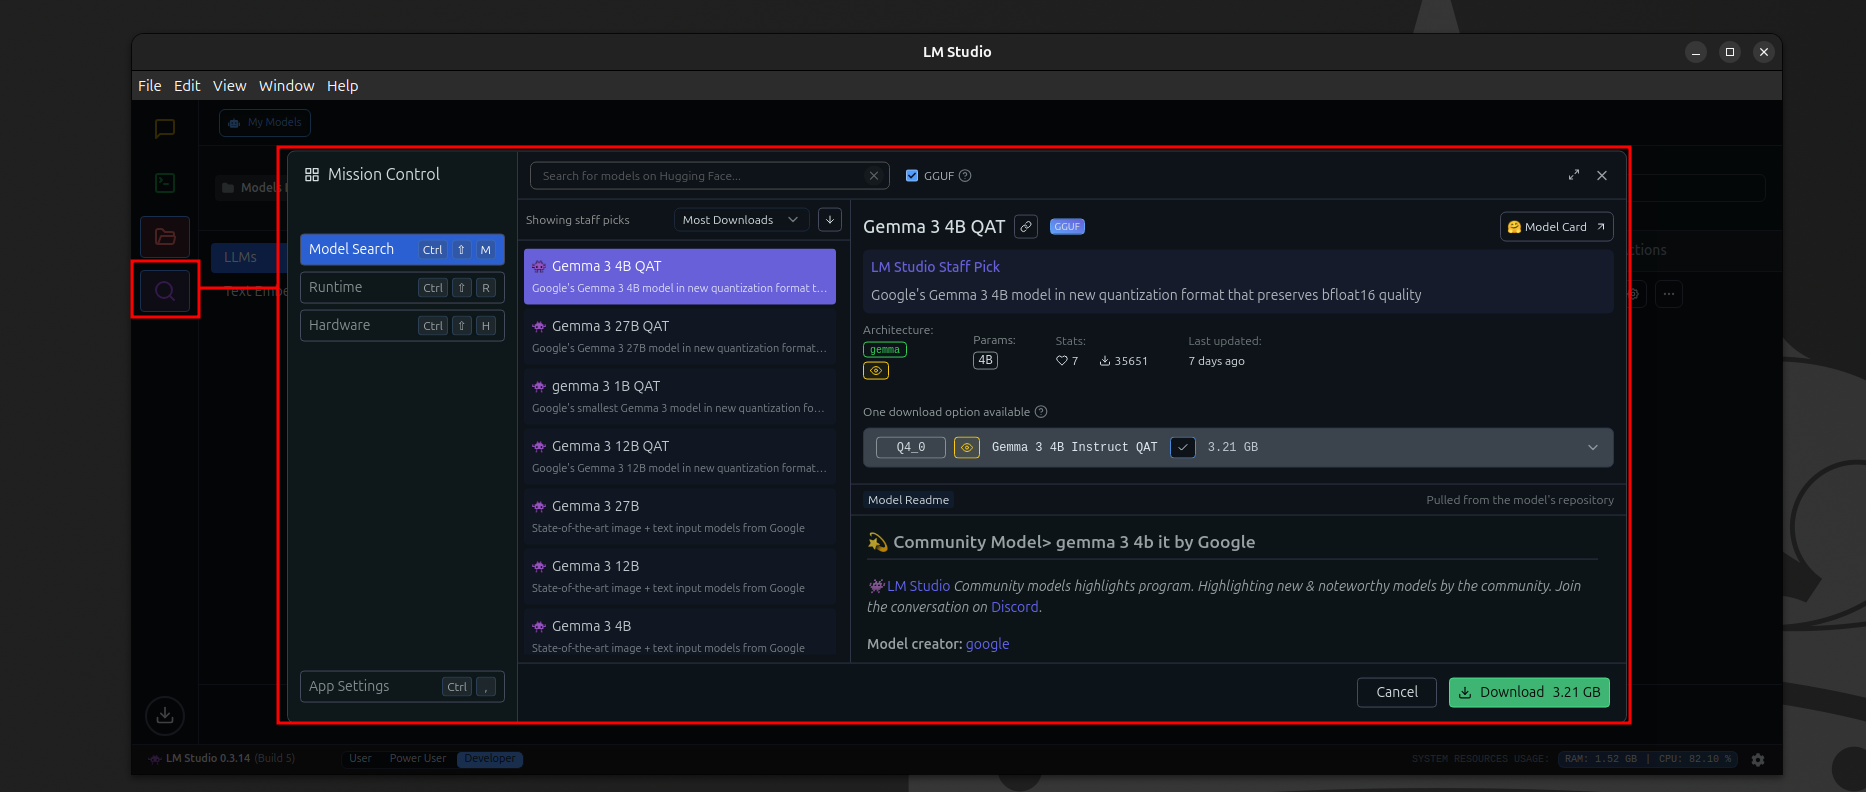 LM Studio
File Edit View Window Help
My Models
Models
LLMs
Text Embe
Mission Control
Model Search Ctrl ⇧ M
Runtime Ctrl ⇧ R
Hardware Ctrl ⇧ H
App Settings Ctrl ,
Search for models on Hugging Face...
GGUF
Showing staff picks
Most Downloads
Gemma 3 4B QAT
Google's Gemma 3 4B model in new quantization format t...
Gemma 3 27B QAT
Google's Gemma 3 27B model in new quantization format...
gemma 3 1B QAT
Google's smallest Gemma 3 model in new quantization fo...
Gemma 3 12B QAT
Google's Gemma 3 12B model in new quantization format...
Gemma 3 27B
State-of-the-art image + text input models from Google
Gemma 3 12B
State-of-the-art image + text input models from Google
Gemma 3 4B
State-of-the-art image + text input models from Google
Gemma 3 4B QAT
GGUF
Model Card
LM Studio Staff Pick
Google's Gemma 3 4B model in new quantization format that preserves bfloat16 quality
Architecture:
gemma
Params:
4B
Stats:
7 35651
Last updated:
7 days ago
One download option available
Q4_0 Gemma 3 4B Instruct QAT 3.21 GB
Model Readme
Pulled from the model's repository
💫 Community Model> gemma 3 4b it by Google
👾 LM Studio Community models highlights program. Highlighting new & noteworthy models by the community. Join
the conversation on Discord.
Model creator: google
Cancel
Download 3.21 GB
ctions
LM Studio 0.3.14 (Build 5)
User Power User Developer
SYSTEM RESOURCES USAGE: RAM: 1.52 GB | CPU: 82.10 %